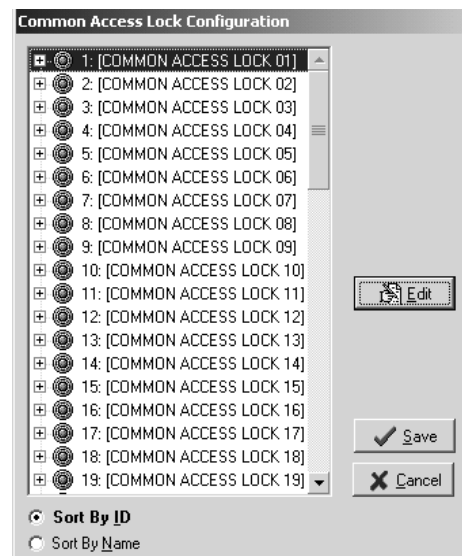 Common Access Lock Configuration
1: [COMMON ACCESS LOCK 01]
2: [COMMON ACCESS LOCK 02]
3: [COMMON ACCESS LOCK 03]
4: [COMMON ACCESS LOCK 04]
5: [COMMON ACCESS LOCK 05]
6: [COMMON ACCESS LOCK 06]
7: [COMMON ACCESS LOCK 07]
8: [COMMON ACCESS LOCK 08]
9: [COMMON ACCESS LOCK 09]
10: [COMMON ACCESS LOCK 10]
11: [COMMON ACCESS LOCK 11]
12: [COMMON ACCESS LOCK 12]
13: [COMMON ACCESS LOCK 13]
14: [COMMON ACCESS LOCK 14]
15: [COMMON ACCESS LOCK 15]
16: [COMMON ACCESS LOCK 16]
17: [COMMON ACCESS LOCK 17]
18: [COMMON ACCESS LOCK 18]
19: [COMMON ACCESS LOCK 19]
Edit
Save
Cancel
Sort By ID
Sort By Name